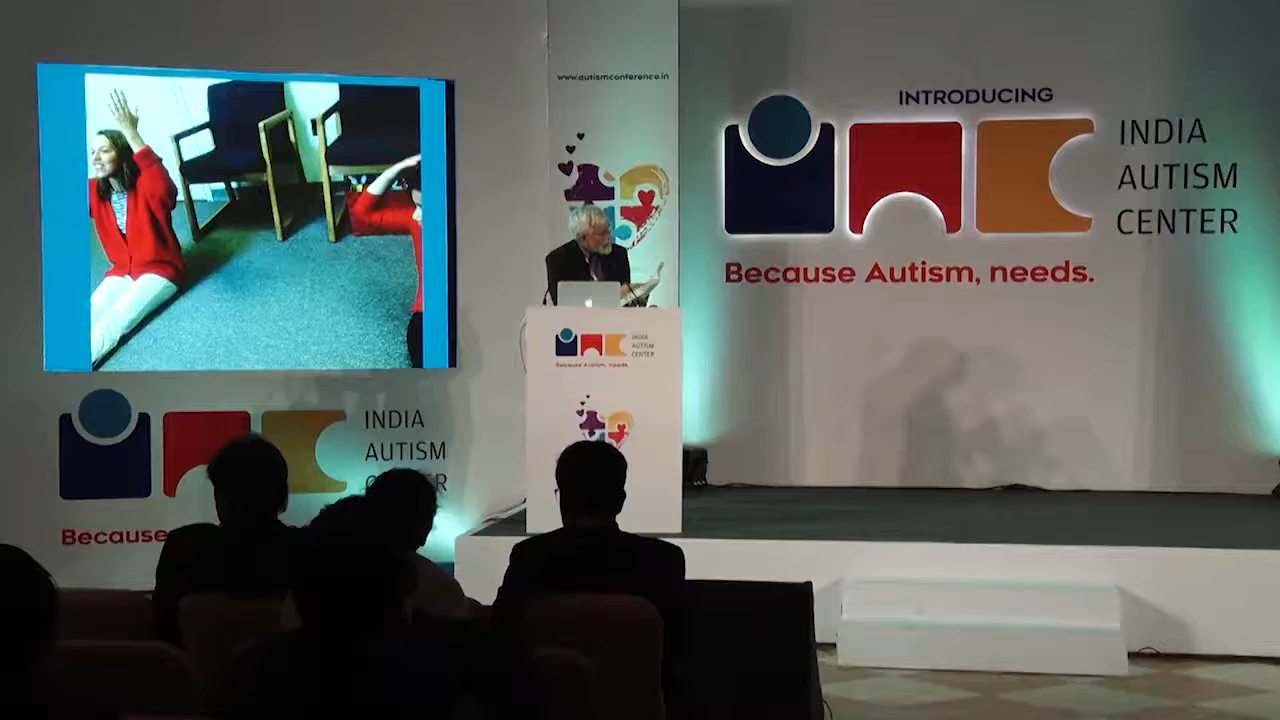 www.autismconference.in
INTRODUCING
INDIA
AUTISM
CENTER
Because Autism, needs.
INDIA
AUTISM
CENTER
Because Autism, needs.
INDIA
AUTISM
Because